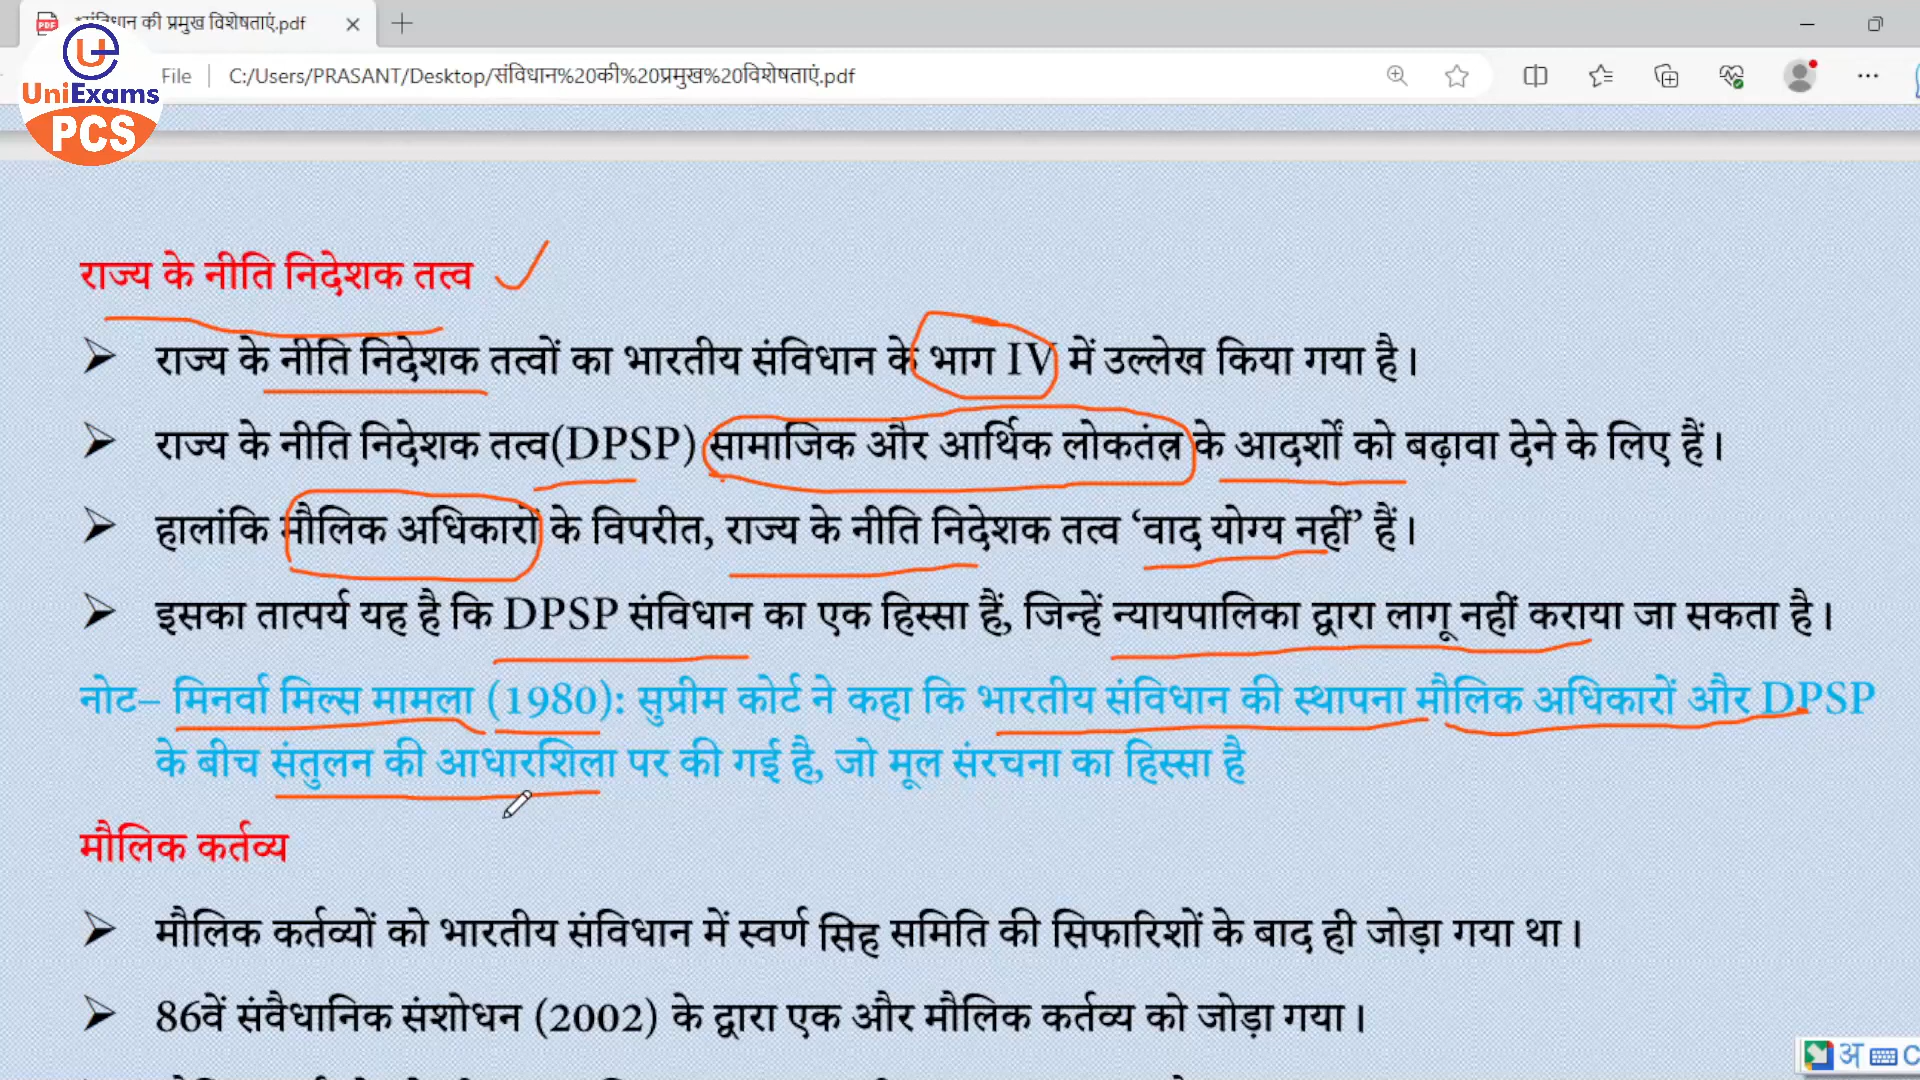 संविधान की प्रमुख विशेषताएं.pdf
UniExams
PCS
File
C:/Users/PRASANT/Desktop/संविधान%20की%20प्रमुख%20विशेषताएं.pdf
राज्य के नीति निदेशक तत्व
➤ राज्य के नीति निदेशक तत्वों का भारतीय संविधान के भाग IV में उल्लेख किया गया है।
➤ राज्य के नीति निदेशक तत्व(DPSP) सामाजिक और आर्थिक लोकतंत्र के आदर्शों को बढ़ावा देने के लिए हैं।
➤ हालांकि मौलिक अधिकारों के विपरीत, राज्य के नीति निदेशक तत्व ‘वाद योग्य नहीं’ हैं।
➤ इसका तात्पर्य यह है कि DPSP संविधान का एक हिस्सा हैं, जिन्हें न्यायपालिका द्वारा लागू नहीं कराया जा सकता है।
नोट– मिनर्वा मिल्स मामला (1980): सुप्रीम कोर्ट ने कहा कि भारतीय संविधान की स्थापना मौलिक अधिकारों और DPSP
के बीच संतुलन की आधारशिला पर की गई है, जो मूल संरचना का हिस्सा है
मौलिक कर्तव्य
➤ मौलिक कर्तव्यों को भारतीय संविधान में स्वर्ण सिंह समिति की सिफारिशों के बाद ही जोड़ा गया था।
➤ 86वें संवैधानिक संशोधन (2002) के द्वारा एक और मौलिक कर्तव्य को जोड़ा गया।
अ